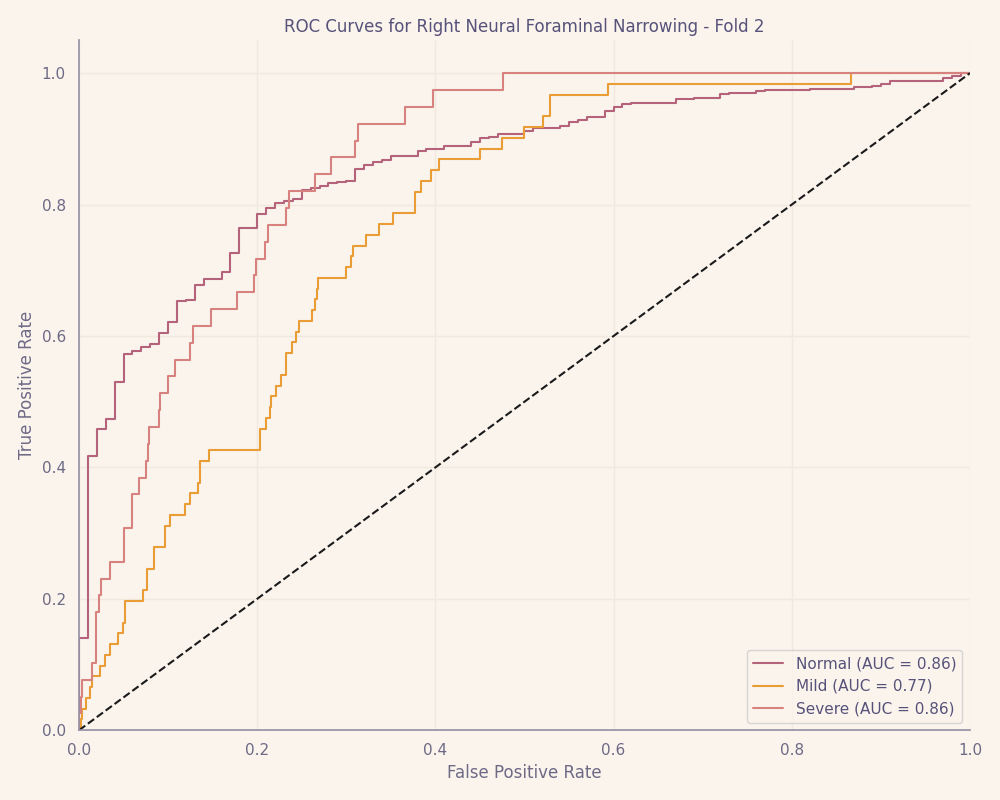 ROC Curves for Right Neural Foraminal Narrowing - Fold 2
True Positive Rate
1.0
0.8
0.6
0.4
0.2
0.0
Normal (AUC = 0.86)
Mild (AUC = 0.77)
Severe (AUC = 0.86)
0.0 0.2 0.4 0.6 0.8 1.0
False Positive Rate